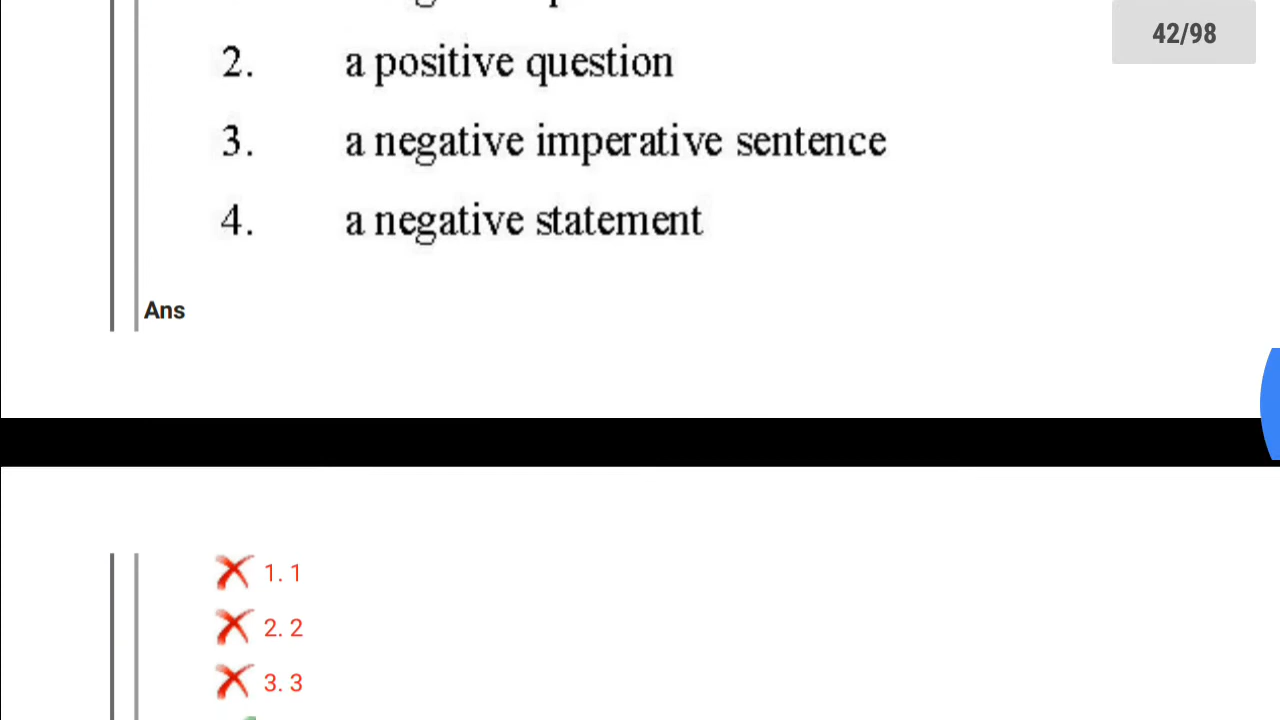 42/98
2. a positive question
3. a negative imperative sentence
4. a negative statement
Ans
1. 1
2. 2
3. 3